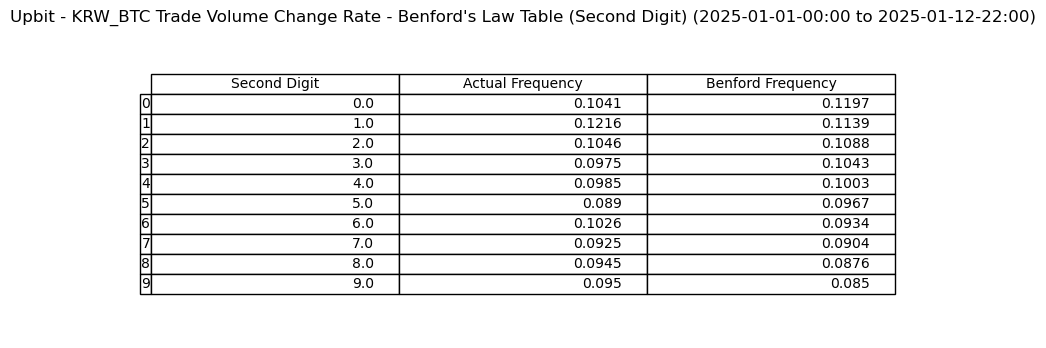 Upbit - KRW_BTC Trade Volume Change Rate - Benford's Law Table (Second Digit) (2025-01-01-00:00 to 2025-01-12-22:00)
Second Digit Actual Frequency Benford Frequency
0 0.0 0.1041 0.1197
1 1.0 0.1216 0.1139
2 2.0 0.1046 0.1088
3 3.0 0.0975 0.1043
4 4.0 0.0985 0.1003
5 5.0 0.089 0.0967
6 6.0 0.1026 0.0934
7 7.0 0.0925 0.0904
8 8.0 0.0945 0.0876
9 9.0 0.095 0.085